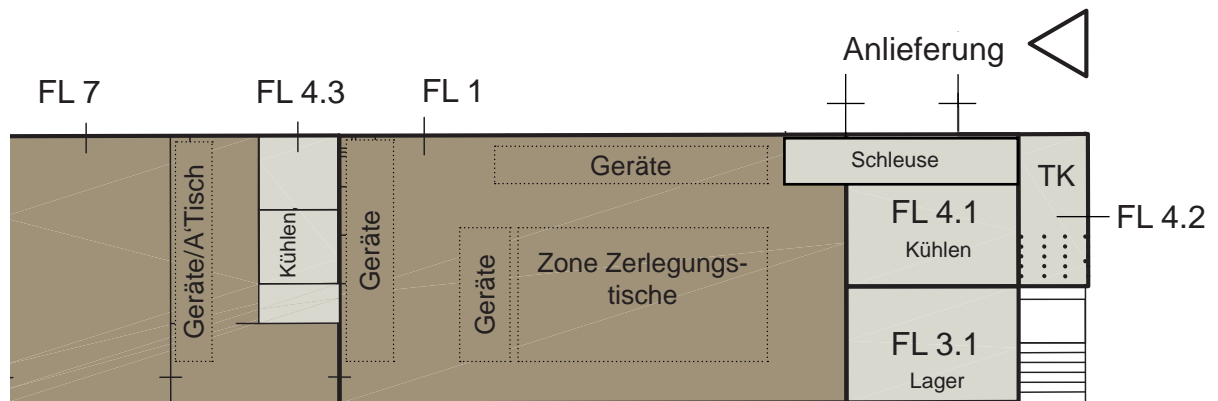 Anlieferung
FL 7
FL 4.3
FL 1
Geräte/A'Tisch
Kühlen,
Geräte
Geräte
Geräte
Zone Zerlegungs-
tische
Schleuse
TK
FL 4.1
Kühlen
FL 4.2
FL 3.1
Lager